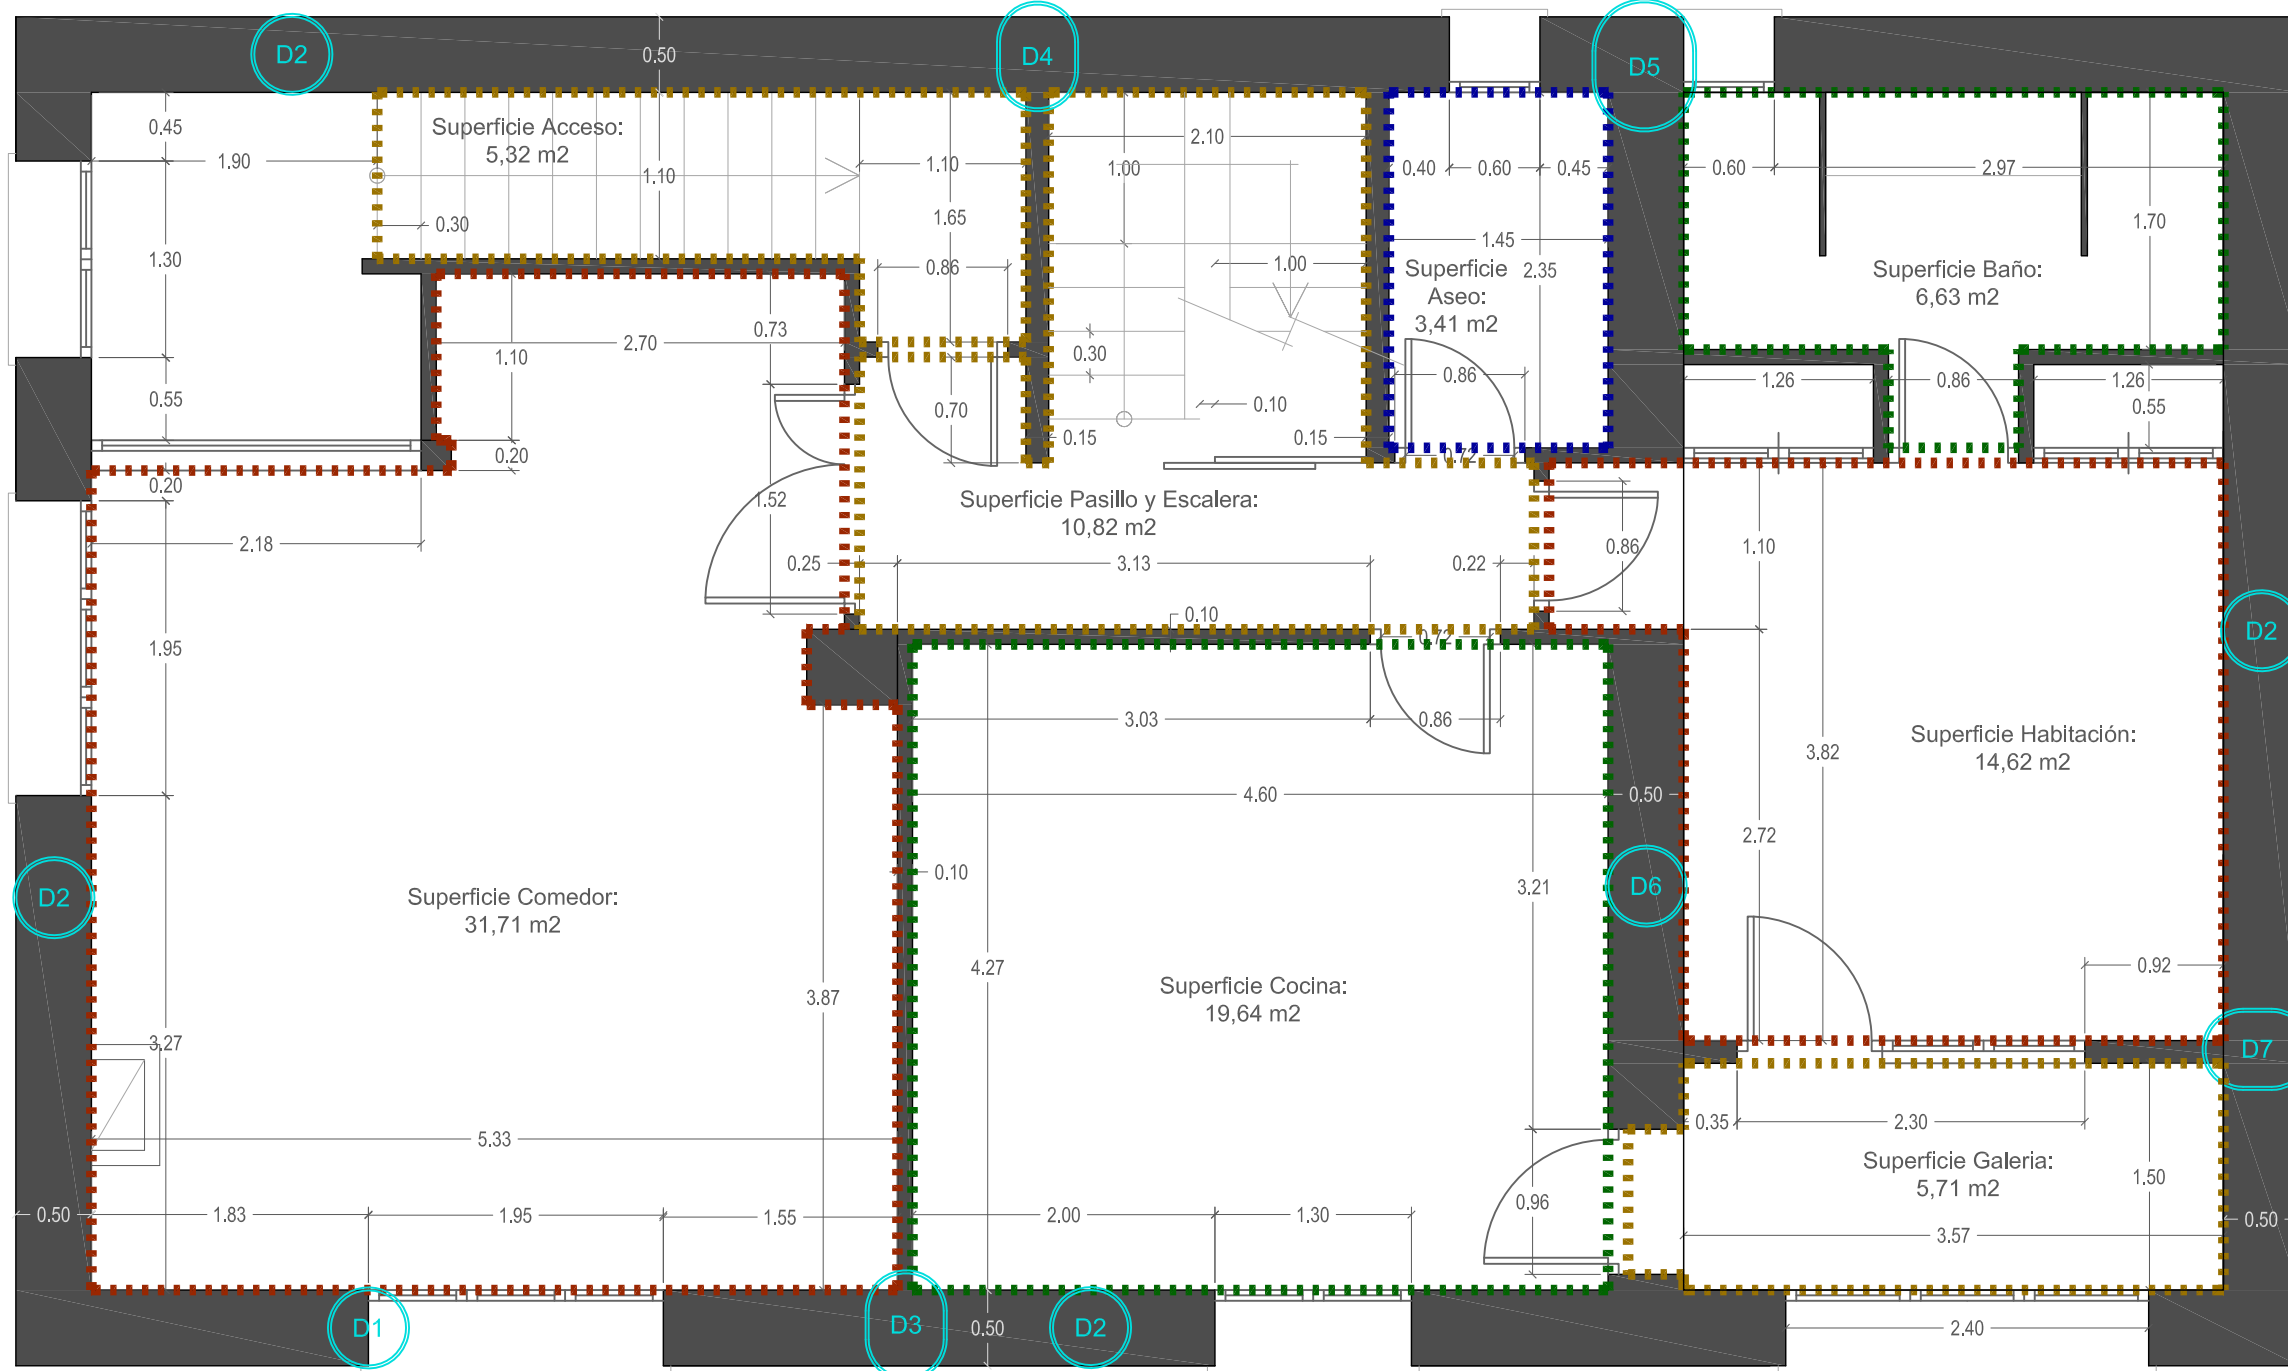 D2
D4
D5
0.50
Superficie Acceso:
5,32 m2
0.45
1.90
1.10
1.10
2.10
1.00
0.40
0.60
0.45
0.60
2.97
0.30
1.65
1.45
1.70
1.30
0.86
1.00
Superficie
Aseo:
3,41 m2
2.35
Superficie Baño:
6,63 m2
0.73
2.70
1.10
0.30
0.86
1.26
0.86
1.26
0.55
0.55
0.70
0.10
0.15
0.15
0.20
0.72
0.20
1.52
Superficie Pasillo y Escalera:
10,82 m2
2.18
0.25
3.13
0.22
0.86
1.10
0.10
D2
1.95
0.72
3.03
0.86
3.82
Superficie Habitación:
14,62 m2
4.60
0.50
2.72
D2
Superficie Comedor:
31,71 m2
0.10
3.21
D6
4.27
0.92
3.87
Superficie Cocina:
19,64 m2
3.27
D7
0.35
2.30
5.33
Superficie Galeria:
5,71 m2
1.50
0.96
0.50
1.83
1.95
1.55
2.00
1.30
3.57
0.50
D1
D3
0.50
D2
2.40